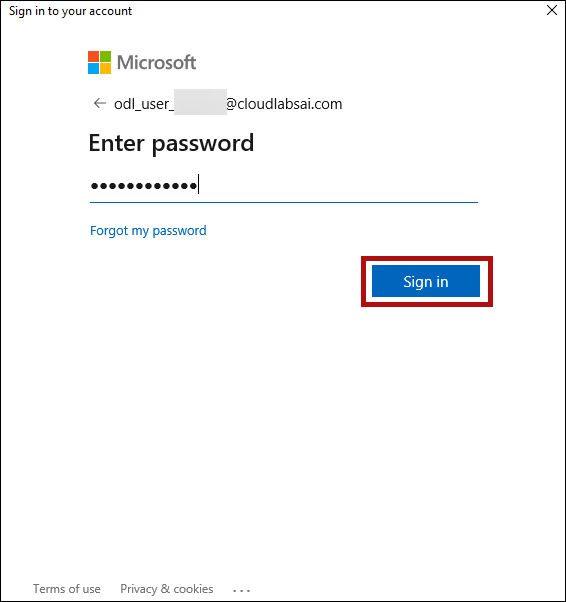 Sign in to your account
Microsoft
odl_user_ @cloudlabsai.com
Enter password
••••••••••••
Forgot my password
Sign in
Terms of use Privacy & cookies ...